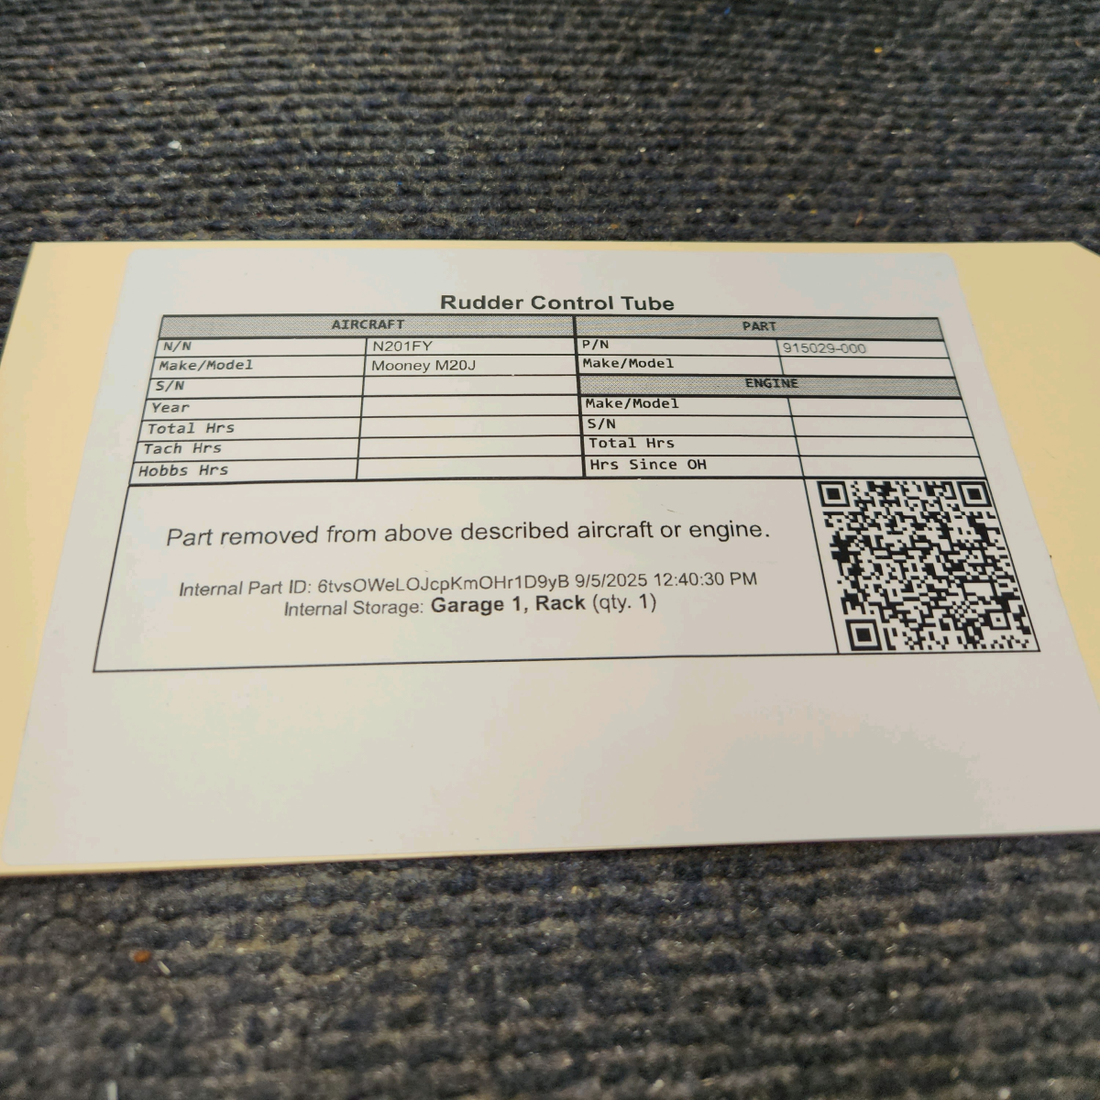 Rudder Control Tube
AIRCRAFT PART
N/N N201FY P/N 915029-000
Make/Model Mooney M20J Make/Model
S/N ENGINE
Year Make/Model
Total Hrs S/N
Tach Hrs Total Hrs
Hobbs Hrs Hrs Since OH
Part removed from above described aircraft or engine.
Internal Part ID: 6tvsOWeLOJcpKmOHr1D9yB 9/5/2025 12:40:30 PM
Internal Storage: Garage 1, Rack (qty. 1)